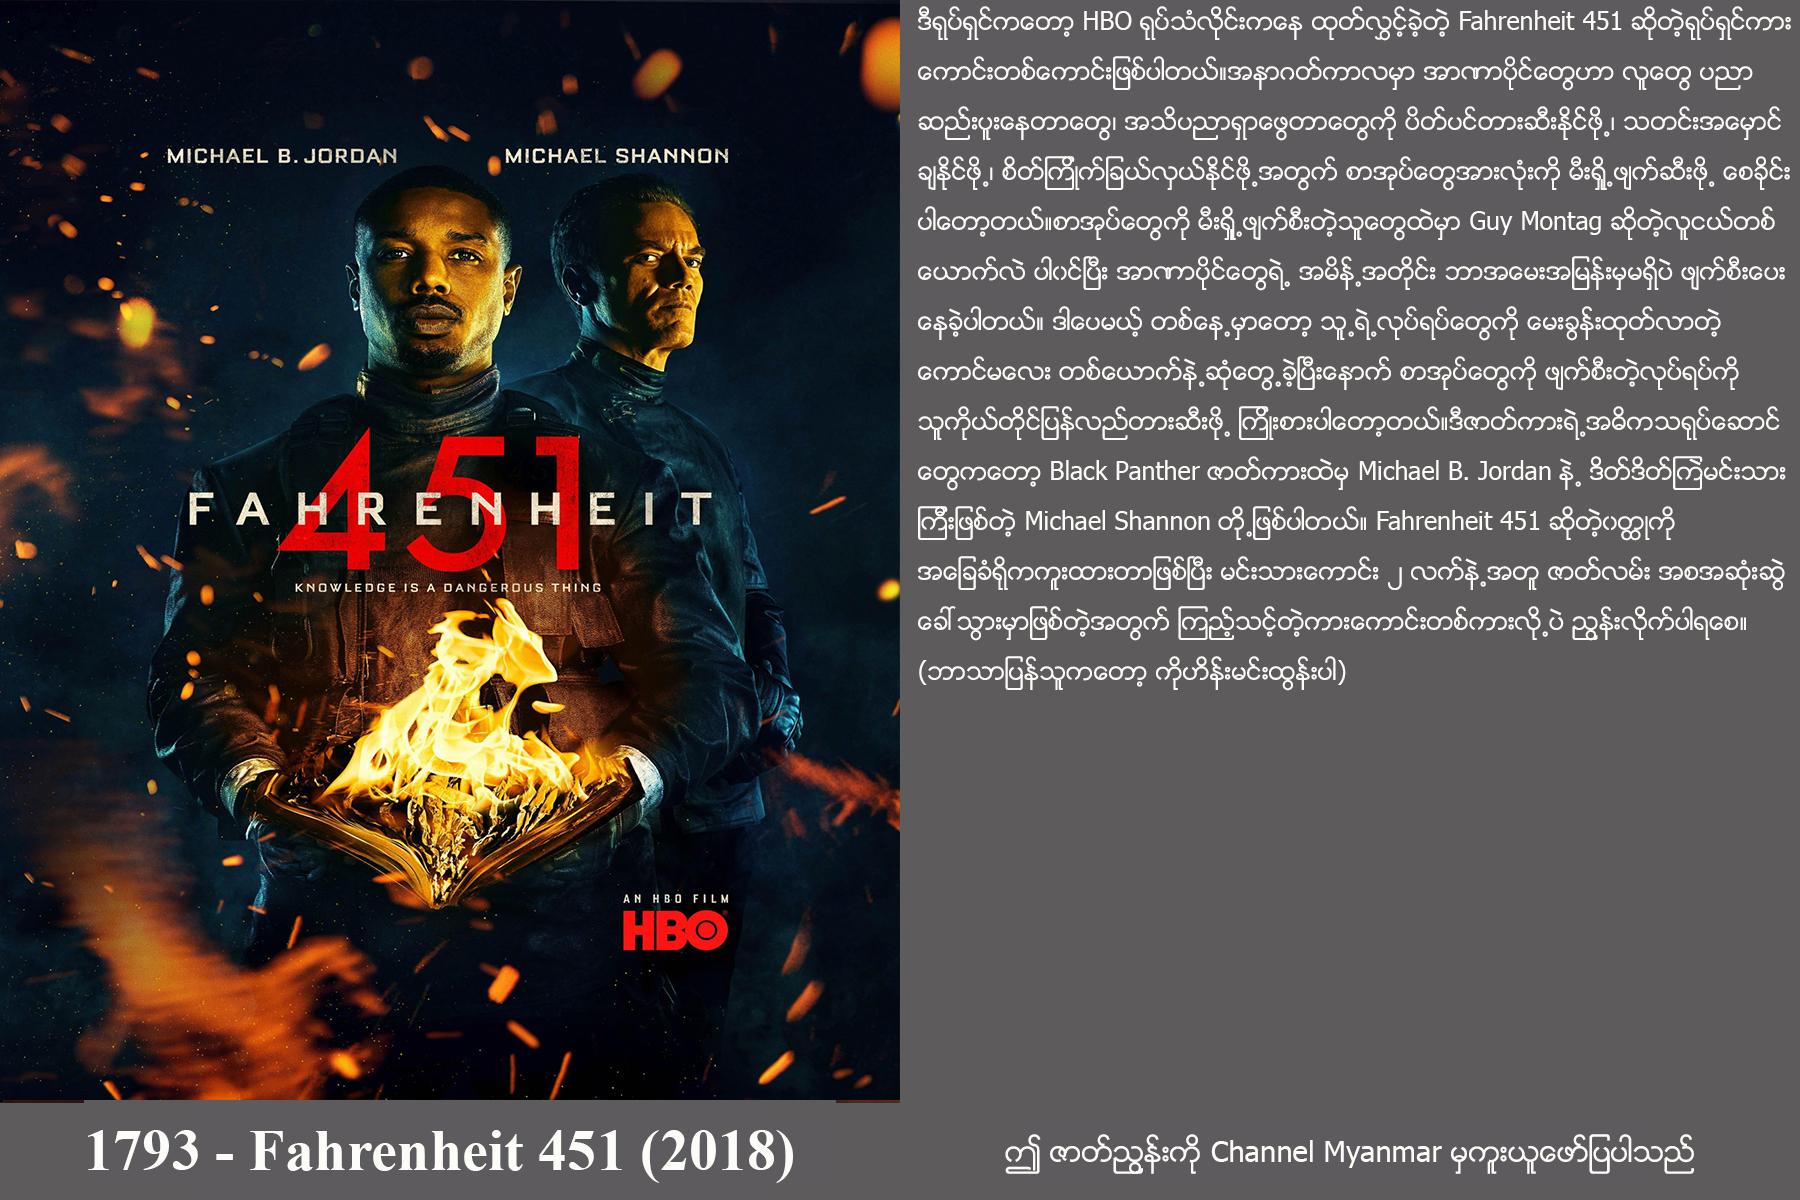 MICHAEL B. JORDAN
MICHAEL SHANNON
451
FAHRENHEIT
KNOWLEDGE IS A DANGEROUS THING
AN HBO FILM
HBO
1793 - Fahrenheit 451 (2018)
ဒီရုပ်ရှင်ကတော့ HBO ရုပ်သံလိုင်းကနေ ထုတ်လွှင့်ခဲ့တဲ့ Fahrenheit 451 ဆိုတဲ့ရုပ်ရှင်ကား
ကောင်းတစ်ကောင်းဖြစ်ပါတယ်။အနာဂတ်ကာလမှာ အာဏာပိုင်တွေဟာ လူတွေ ပညာ
ဆည်းပူးနေတာတွေ၊ အသိပညာရှာဖွေတာတွေကို ပိတ်ပင်တားဆီးနိုင်ဖို့၊ သတင်းအမှောင်
ချနိုင်ဖို့၊ စိတ်ကြိုက်ခြယ်လှယ်နိုင်ဖို့အတွက် စာအုပ်တွေအားလုံးကို မီးရှို့ဖျက်ဆီးဖို့ စေခိုင်း
ပါတော့တယ်။စာအုပ်တွေကို မီးရှို့ဖျက်စီးတဲ့သူတွေထဲမှာ Guy Montag ဆိုတဲ့လူငယ်တစ်
ယောက်လဲ ပါဝင်ပြီး အာဏာပိုင်တွေရဲ့ အမိန့်အတိုင်း ဘာအမေးအမြန်းမှမရှိပဲ ဖျက်စီးပေး
နေခဲ့ပါတယ်။ ဒါပေမယ့် တစ်နေ့မှာတော့ သူ့ရဲ့လုပ်ရပ်တွေကို မေးခွန်းထုတ်လာတဲ့
ကောင်မလေး တစ်ယောက်နဲ့ဆုံတွေ့ခဲ့ပြီးနောက် စာအုပ်တွေကို ဖျက်စီးတဲ့လုပ်ရပ်ကို
သူကိုယ်တိုင်ပြန်လည်တားဆီးဖို့ ကြိုးစားပါတော့တယ်။ဒီဇာတ်ကားရဲ့အဓိကသရုပ်ဆောင်
တွေကတော့ Black Panther ဇာတ်ကားထဲမှ Michael B. Jordan နဲ့ ဒိတ်ဒိတ်ကြဲမင်းသား
ကြီးဖြစ်တဲ့ Michael Shannon တို့ဖြစ်ပါတယ်။ Fahrenheit 451 ဆိုတဲ့ဝတ္ထုကို
အခြေခံရိုကကူးထားတာဖြစ်ပြီး မင်းသားကောင်း ၂ လက်နဲ့အတူ ဇာတ်လမ်း အစအဆုံးဆွဲ
ခေါ် သွားမှာဖြစ်တဲ့အတွက် ကြည့်သင့်တဲ့ကားကောင်းတစ်ကားလို့ပဲ ညွှန်းလိုက်ပါရစေ။
(ဘာသာပြန်သူကတော့ ကိုဟိန်းမင်းထွန်းပါ)
ဤ ဇာတ်ညွှန်းကို Channel Myanmar မှကူးယူဖော်ပြပါသည်